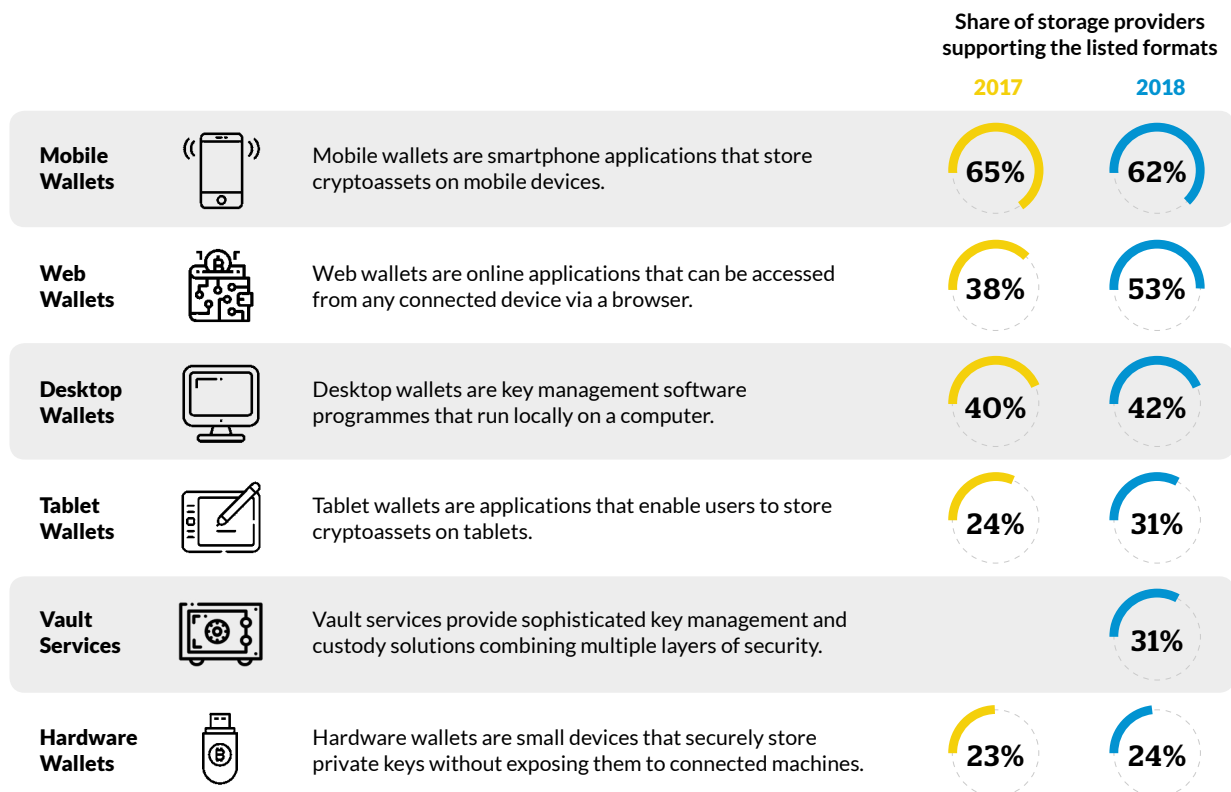 Share of storage providers
supporting the listed formats
2017 2018
Mobile
Wallets
Mobile wallets are smartphone applications that store
cryptoassets on mobile devices.
65% 62%
Web
Wallets
Web wallets are online applications that can be accessed
from any connected device via a browser.
38% 53%
Desktop
Wallets
Desktop wallets are key management software
programmes that run locally on a computer.
40% 42%
Tablet
Wallets
Tablet wallets are applications that enable users to store
cryptoassets on tablets.
24% 31%
Vault
Services
Vault services provide sophisticated key management and
custody solutions combining multiple layers of security.
31%
Hardware
Wallets
Hardware wallets are small devices that securely store
private keys without exposing them to connected machines.
23% 24%